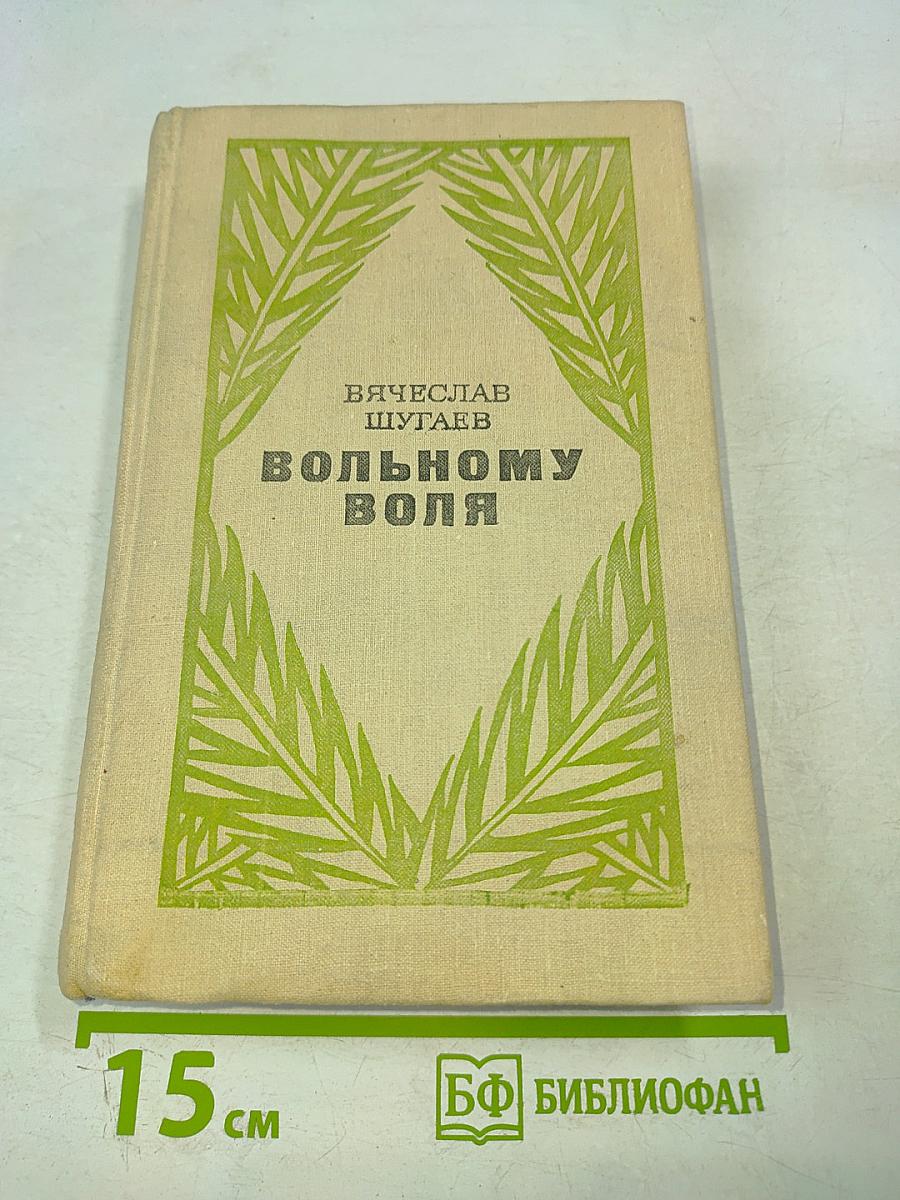 ВЯЧЕСЛАВ
ШУГАЕВ
ВОЛЬНОМУ
ВОЛЯ
15 см
БФ БИБЛИОФАН